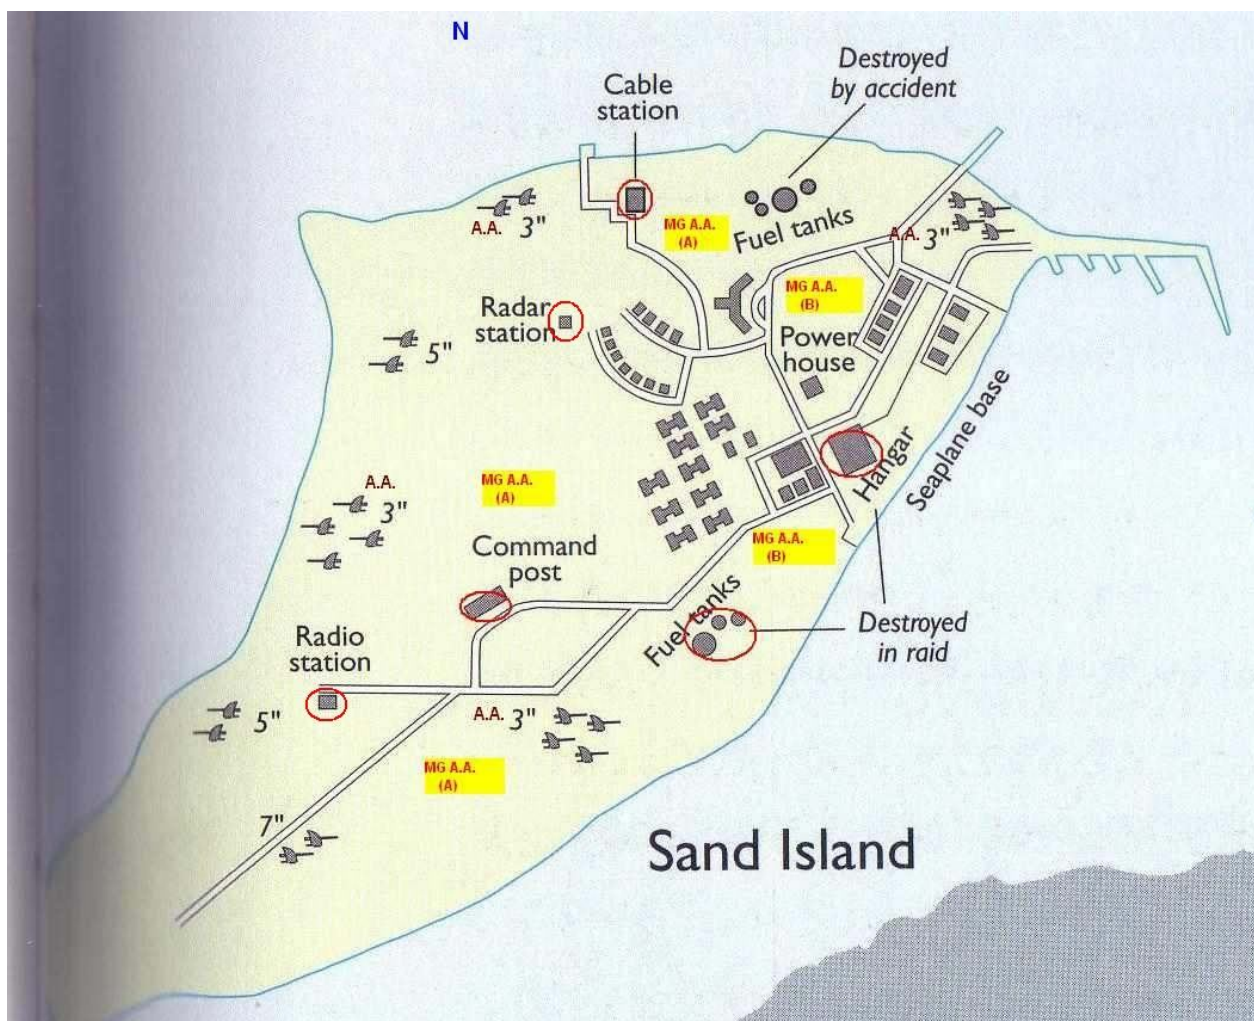 N
Destroyed
by accident
Cable
station
Fuel tanks
MG A.A.
(A)
A.A. 3"
A.A. 3"
MG A.A.
(B)
Radar
station
5"
Power
house
Seaplane base
Hangar
A.A.
3"
MG A.A.
(A)
MG A.A.
(B)
Command
post
Fuel tanks
Destroyed
in raid
Radio
station
5"
A.A. 3"
MG A.A.
(A)
7"
Sand Island